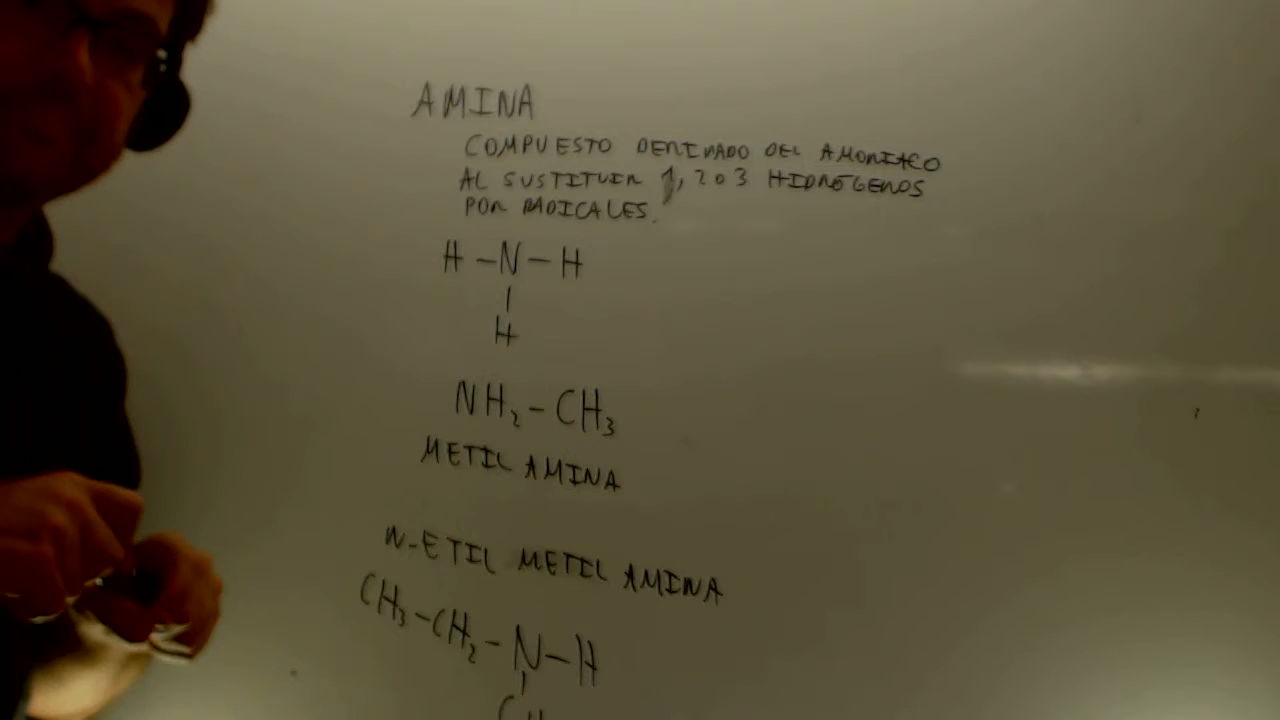 AMINA
COMPUESTO DERIVADO DEL AMONIACO
AL SUSTITUIR 1, 2 O 3 HIDRÓGENOS
POR RADICALES.
H - N - H
|
H
NH₂ - CH₃
METIL AMINA
N-ETIL METIL AMINA
CH₃ - CH₂ - N - H
|